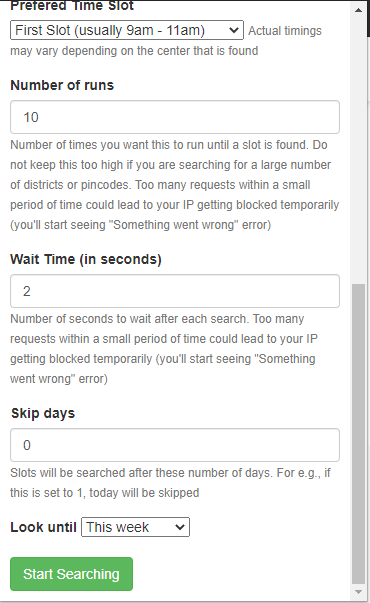 Prefered Time Slot
First Slot (usually 9am - 11am) Actual timings
may vary depending on the center that is found
Number of runs
10
Number of times you want this to run until a slot is found. Do
not keep this too high if you are searching for a large number
of districts or pincodes. Too many requests within a small
period of time could lead to your IP getting blocked temporarily
(you'll start seeing "Something went wrong" error)
Wait Time (in seconds)
2
Number of seconds to wait after each search. Too many
requests within a small period of time could lead to your IP
getting blocked temporarily (you'll start seeing "Something
went wrong" error)
Skip days
0
Slots will be searched after these number of days. For e.g., if
this is set to 1, today will be skipped
Look until This week
Start Searching